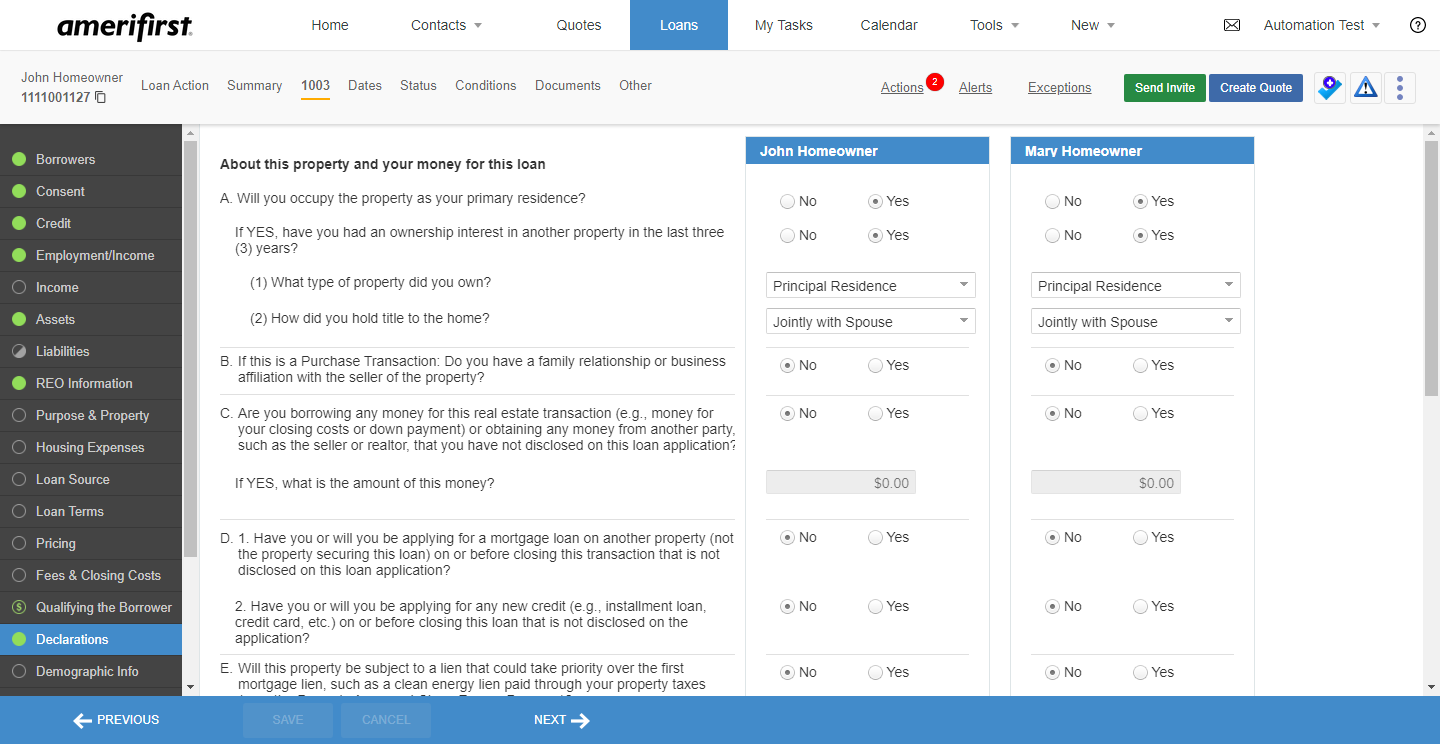 amerifirst
Home
Contacts
Quotes
Loans
My Tasks
Calendar
Tools
New
Automation Test
?
John Homeowner
1111001127
Loan Action
Summary
1003
Dates
Status
Conditions
Documents
Other
Actions
2
Alerts
Exceptions
Send Invite
Create Quote
Borrowers
Consent
Credit
Employment/Income
Income
Assets
Liabilities
REO Information
Purpose & Property
Housing Expenses
Loan Source
Loan Terms
Pricing
Fees & Closing Costs
$ Qualifying the Borrower
Declarations
Demographic Info
John Homeowner
Mary Homeowner
About this property and your money for this loan
A. Will you occupy the property as your primary residence?
No Yes No Yes
If YES, have you had an ownership interest in another property in the last three
(3) years?
No Yes No Yes
(1) What type of property did you own?
Principal Residence
Principal Residence
(2) How did you hold title to the home?
Jointly with Spouse
Jointly with Spouse
B. If this is a Purchase Transaction: Do you have a family relationship or business
affiliation with the seller of the property?
No Yes No Yes
C. Are you borrowing any money for this real estate transaction (e.g., money for
your closing costs or down payment) or obtaining any money from another party,
such as the seller or realtor, that you have not disclosed on this loan application?
No Yes No Yes
If YES, what is the amount of this money?
$0.00
$0.00
D. 1. Have you or will you be applying for a mortgage loan on another property (not
the property securing this loan) on or before closing this transaction that is not
disclosed on this loan application?
No Yes No Yes
2. Have you or will you be applying for any new credit (e.g., installment loan,
credit card, etc.) on or before closing this loan that is not disclosed on the
application?
No Yes No Yes
E. Will this property be subject to a lien that could take priority over the first
mortgage lien, such as a clean energy lien paid through your property taxes
No Yes No Yes
PREVIOUS
SAVE
CANCEL
NEXT